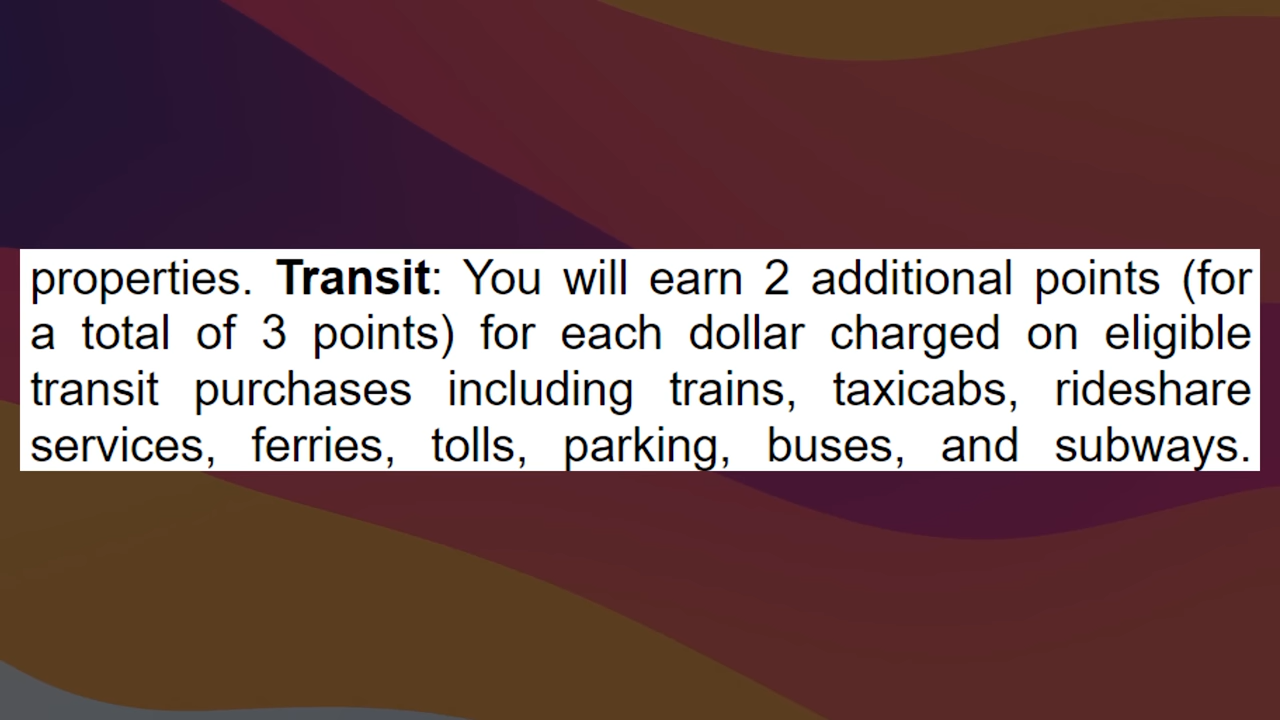 properties. Transit: You will earn 2 additional points (for
a total of 3 points) for each dollar charged on eligible
transit purchases including trains, taxicabs, rideshare
services, ferries, tolls, parking, buses, and subways.